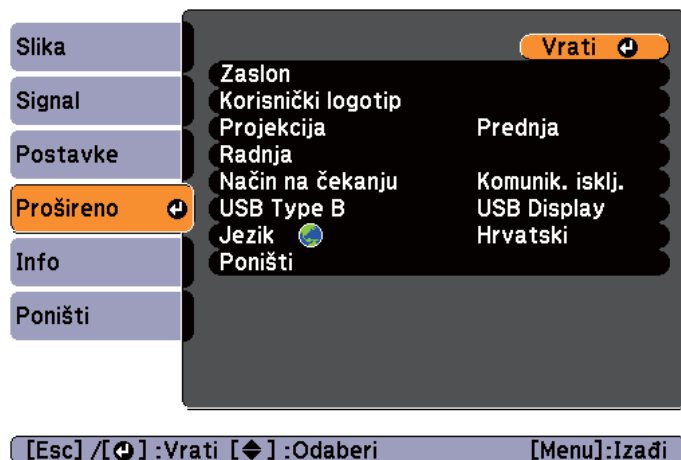 Slika
Signal
Postavke
Prošireno
Info
Poništi
Vrati
Zaslon
Korisnički logotip
Projekcija Prednja
Radnja
Način na čekanju Komunik. isklj.
USB Type B USB Display
Jezik Hrvatski
Poništi
[Esc] /[ ] :Vrati [ ] :Odaberi [Menu]:Izađi